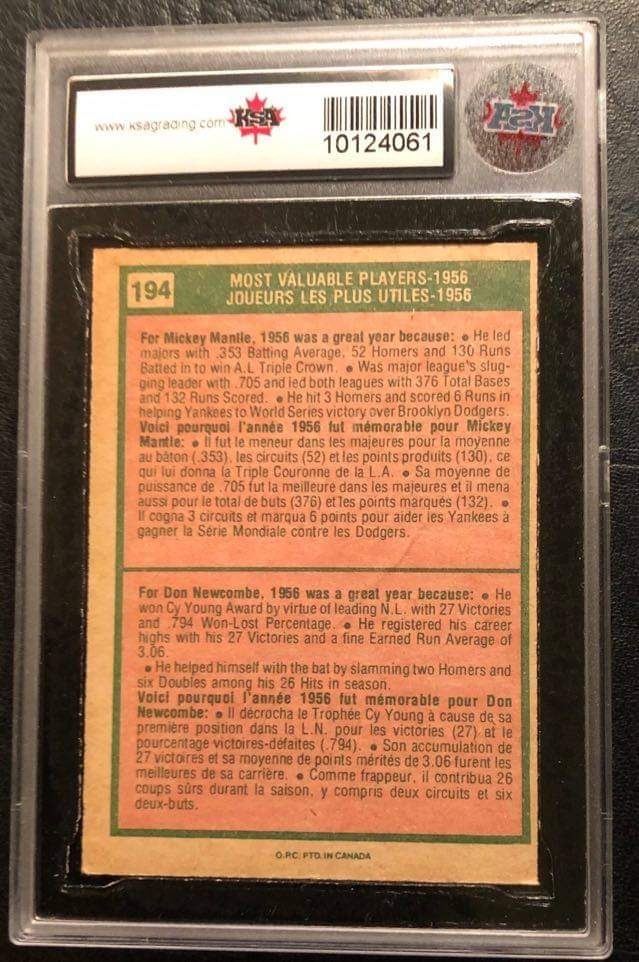 www.ksagrading.com KSA
10124061
KSA
194
MOST VALUABLE PLAYERS-1956
JOUEURS LES PLUS UTILES-1956
For Mickey Mantle, 1956 was a great year because: • He led
majors with .353 Batting Average, 52 Homers and 130 Runs
Batted in to win A.L Triple Crown. • Was major league's slug-
ging leader with .705 and led both leagues with 376 Total Bases
and 132 Runs Scored. • He hit 3 Homers and scored 6 Runs in
helping Yankees to World Series victory over Brooklyn Dodgers.
Voici pourquoi l'année 1956 fut mémorable pour Mickey
Mantle: • Il fut le meneur dans les majeures pour la moyenne
au bâton (.353), les circuits (52) et les points produits (130), ce
qui lui donna la Triple Couronne de la L.A. • Sa moyenne de
puissance de .705 fut la meilleure dans les majeures et il mena
aussi pour le total de buts (376) et les points marqués (132). •
Il cogna 3 circuits et marqua 6 points pour aider les Yankees à
gagner la Série Mondiale contre les Dodgers.
For Don Newcombe, 1956 was a great year because: • He
won Cy Young Award by virtue of leading N.L. with 27 Victories
and .794 Won-Lost Percentage. • He registered his career
highs with his 27 Victories and a fine Earned Run Average of
3.06.
• He helped himself with the bat by slamming two Homers and
six Doubles among his 26 Hits in season.
Voici pourquoi l'année 1956 fut mémorable pour Don
Newcombe: • Il décrocha le Trophée Cy Young à cause de sa
première position dans la L.N. pour les victoires (27) et le
pourcentage victoires-défaites (.794). • Son accumulation de
27 victoires et sa moyenne de points mérités de 3.06 furent les
meilleures de sa carrière. • Comme frappeur, il contribua 26
coups sûrs durant la saison, y compris deux circuits et six
deux-buts.
O.P.C. PTD. IN CANADA